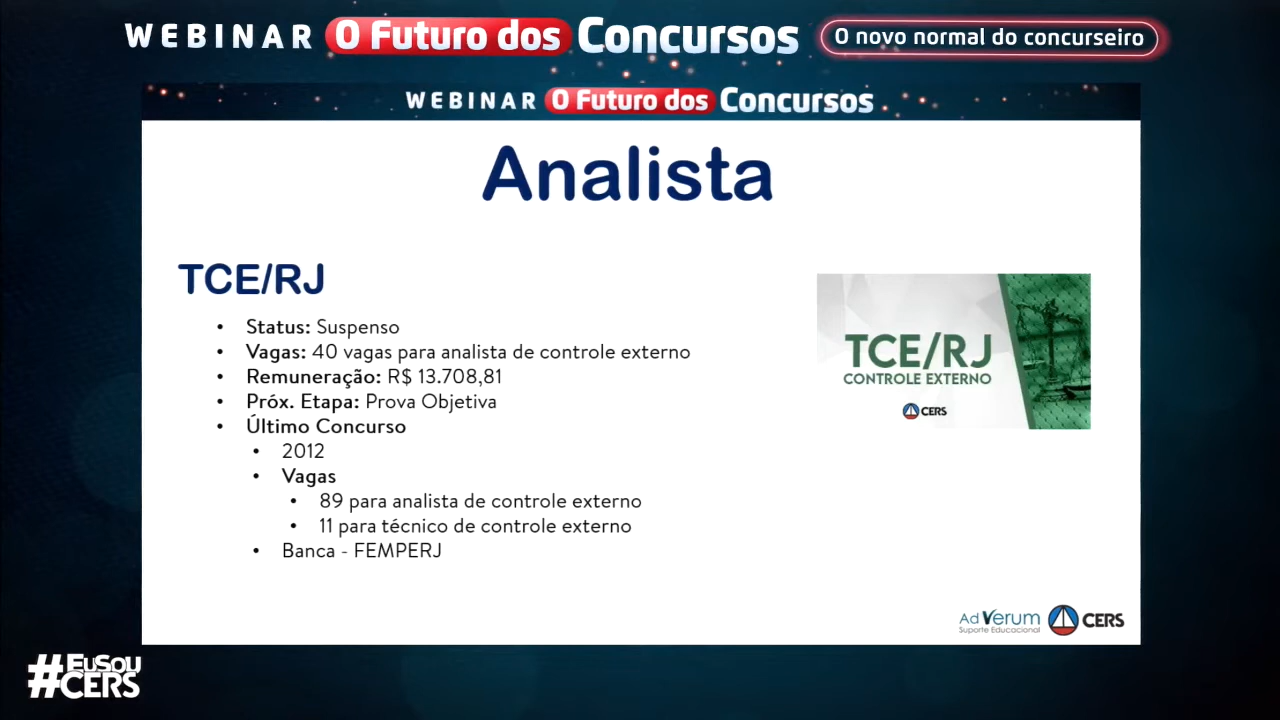 WEBINAR O Futuro dos Concursos O novo normal do concurseiro
WEBINAR O Futuro dos Concursos
Analista
TCE/RJ
• Status: Suspenso
• Vagas: 40 vagas para analista de controle externo
• Remuneração: R$ 13.708,81
• Próx. Etapa: Prova Objetiva
• Último Concurso
• 2012
• Vagas
• 89 para analista de controle externo
• 11 para técnico de controle externo
• Banca - FEMPERJ
TCE/RJ
CONTROLE EXTERNO
CERS
Ad Verum
Suporte Educacional
CERS
#EuSou
CERS